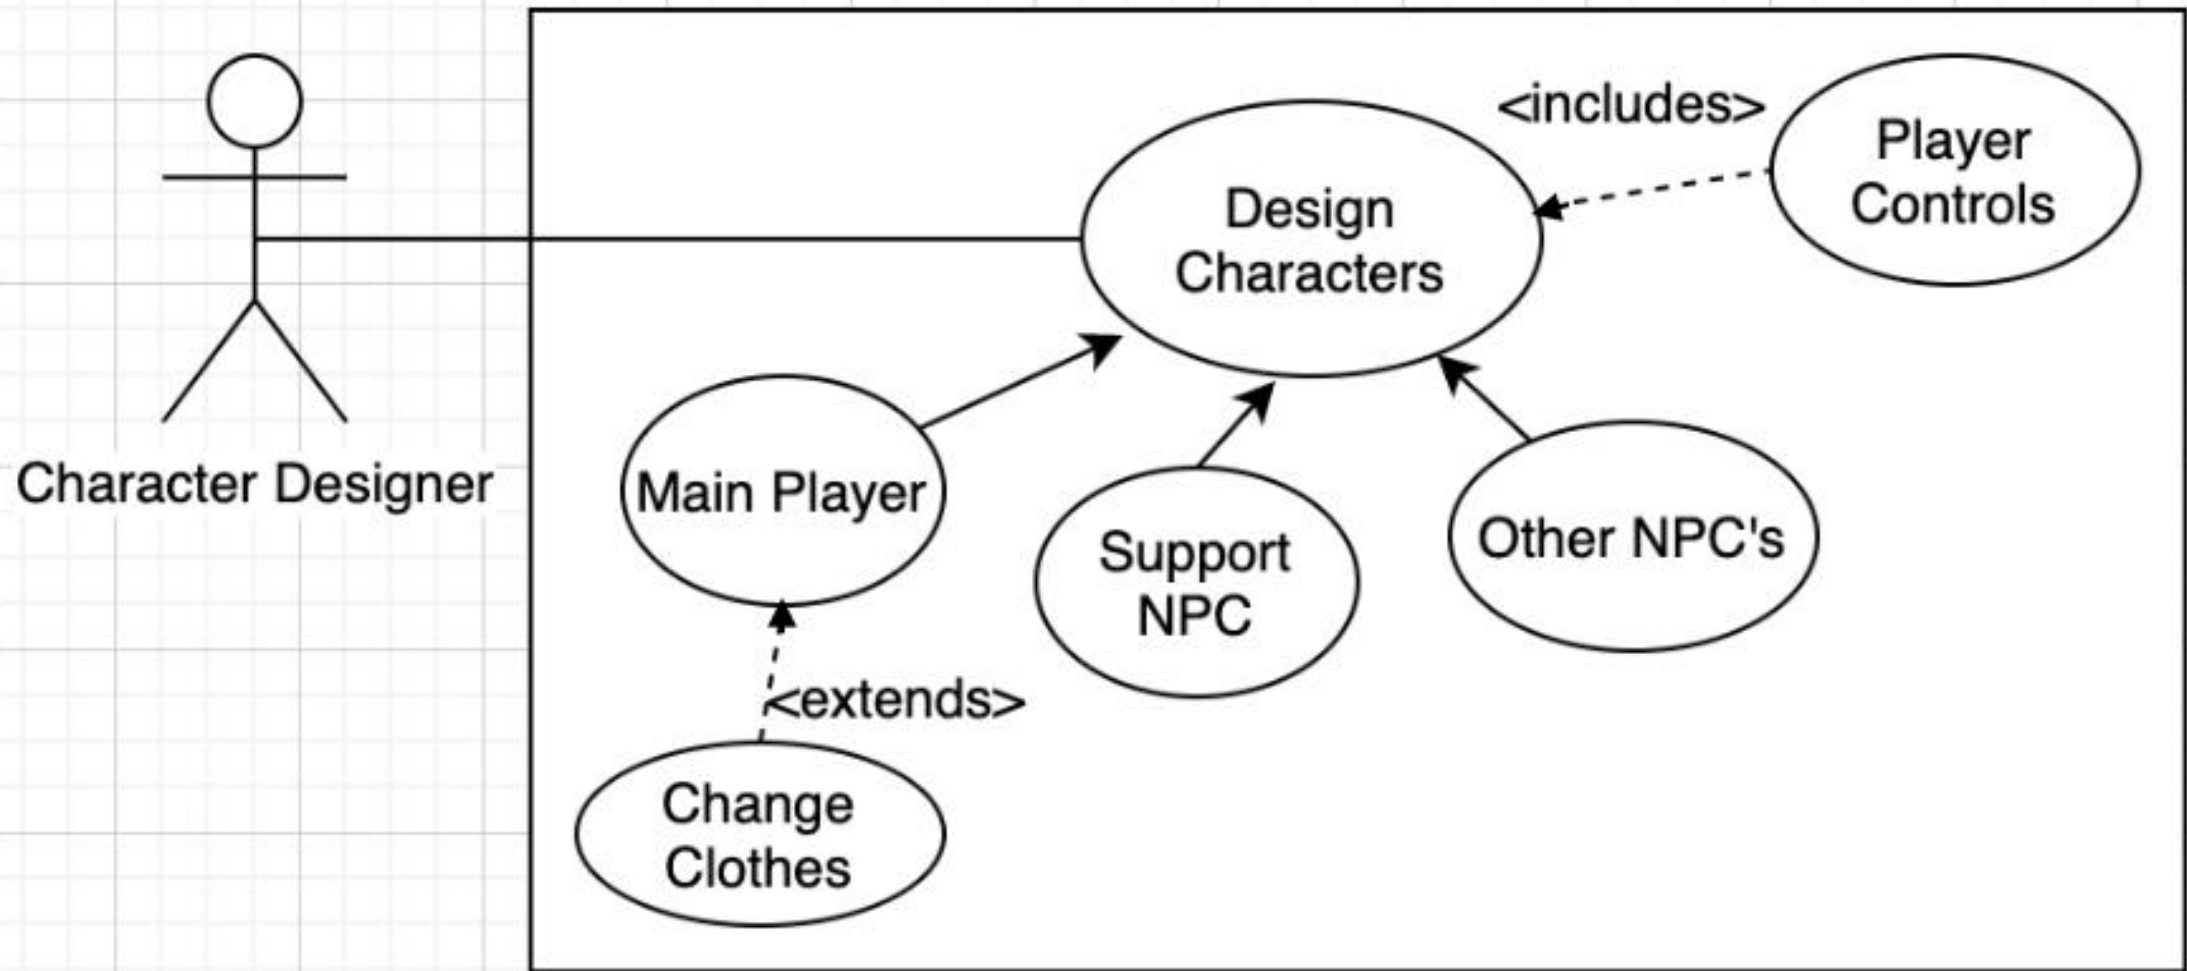 <includes>
Player
Controls
Design
Characters
Character Designer
Main Player
Support
NPC
Other NPC's
<extends>
Change
Clothes